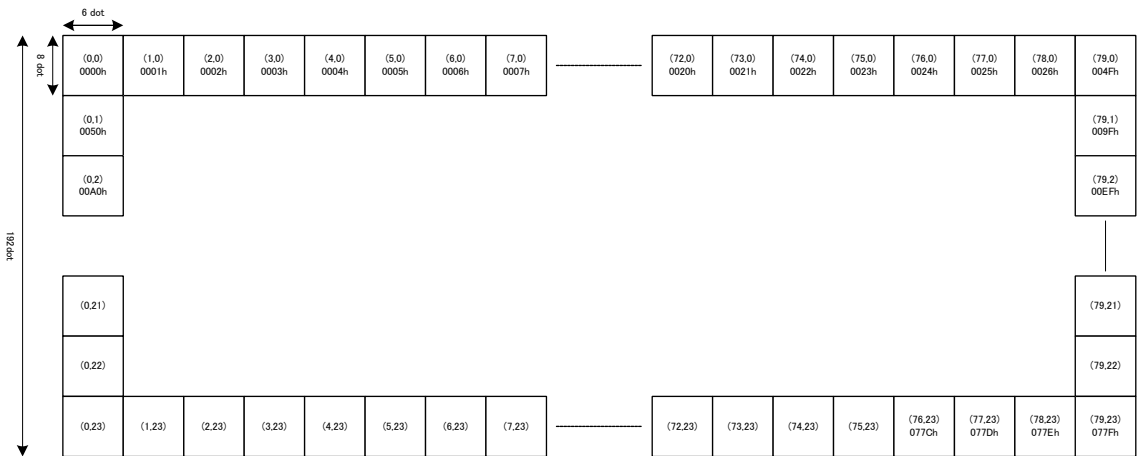 6 dot
8 dot
192dot
(0,0) (1,0) (2,0) (3,0) (4,0) (5,0) (6,0) (7,0) (72,0) (73,0) (74,0) (75,0) (76,0) (77,0) (78,0) (79,0)
0000h 0001h 0002h 0003h 0004h 0005h 0006h 0007h 0020h 0021h 0022h 0023h 0024h 0025h 0026h 004Fh
(0,1) (79,1)
0050h 009Fh
(0,2) (79,2)
00A0h 00EFh
(0,21) (79,21)
(0,22) (79,22)
(0,23) (1,23) (2,23) (3,23) (4,23) (5,23) (6,23) (7,23) (72,23) (73,23) (74,23) (75,23) (76,23) (77,23) (78,23) (79,23)
077Ch 077Dh 077Eh 077Fh